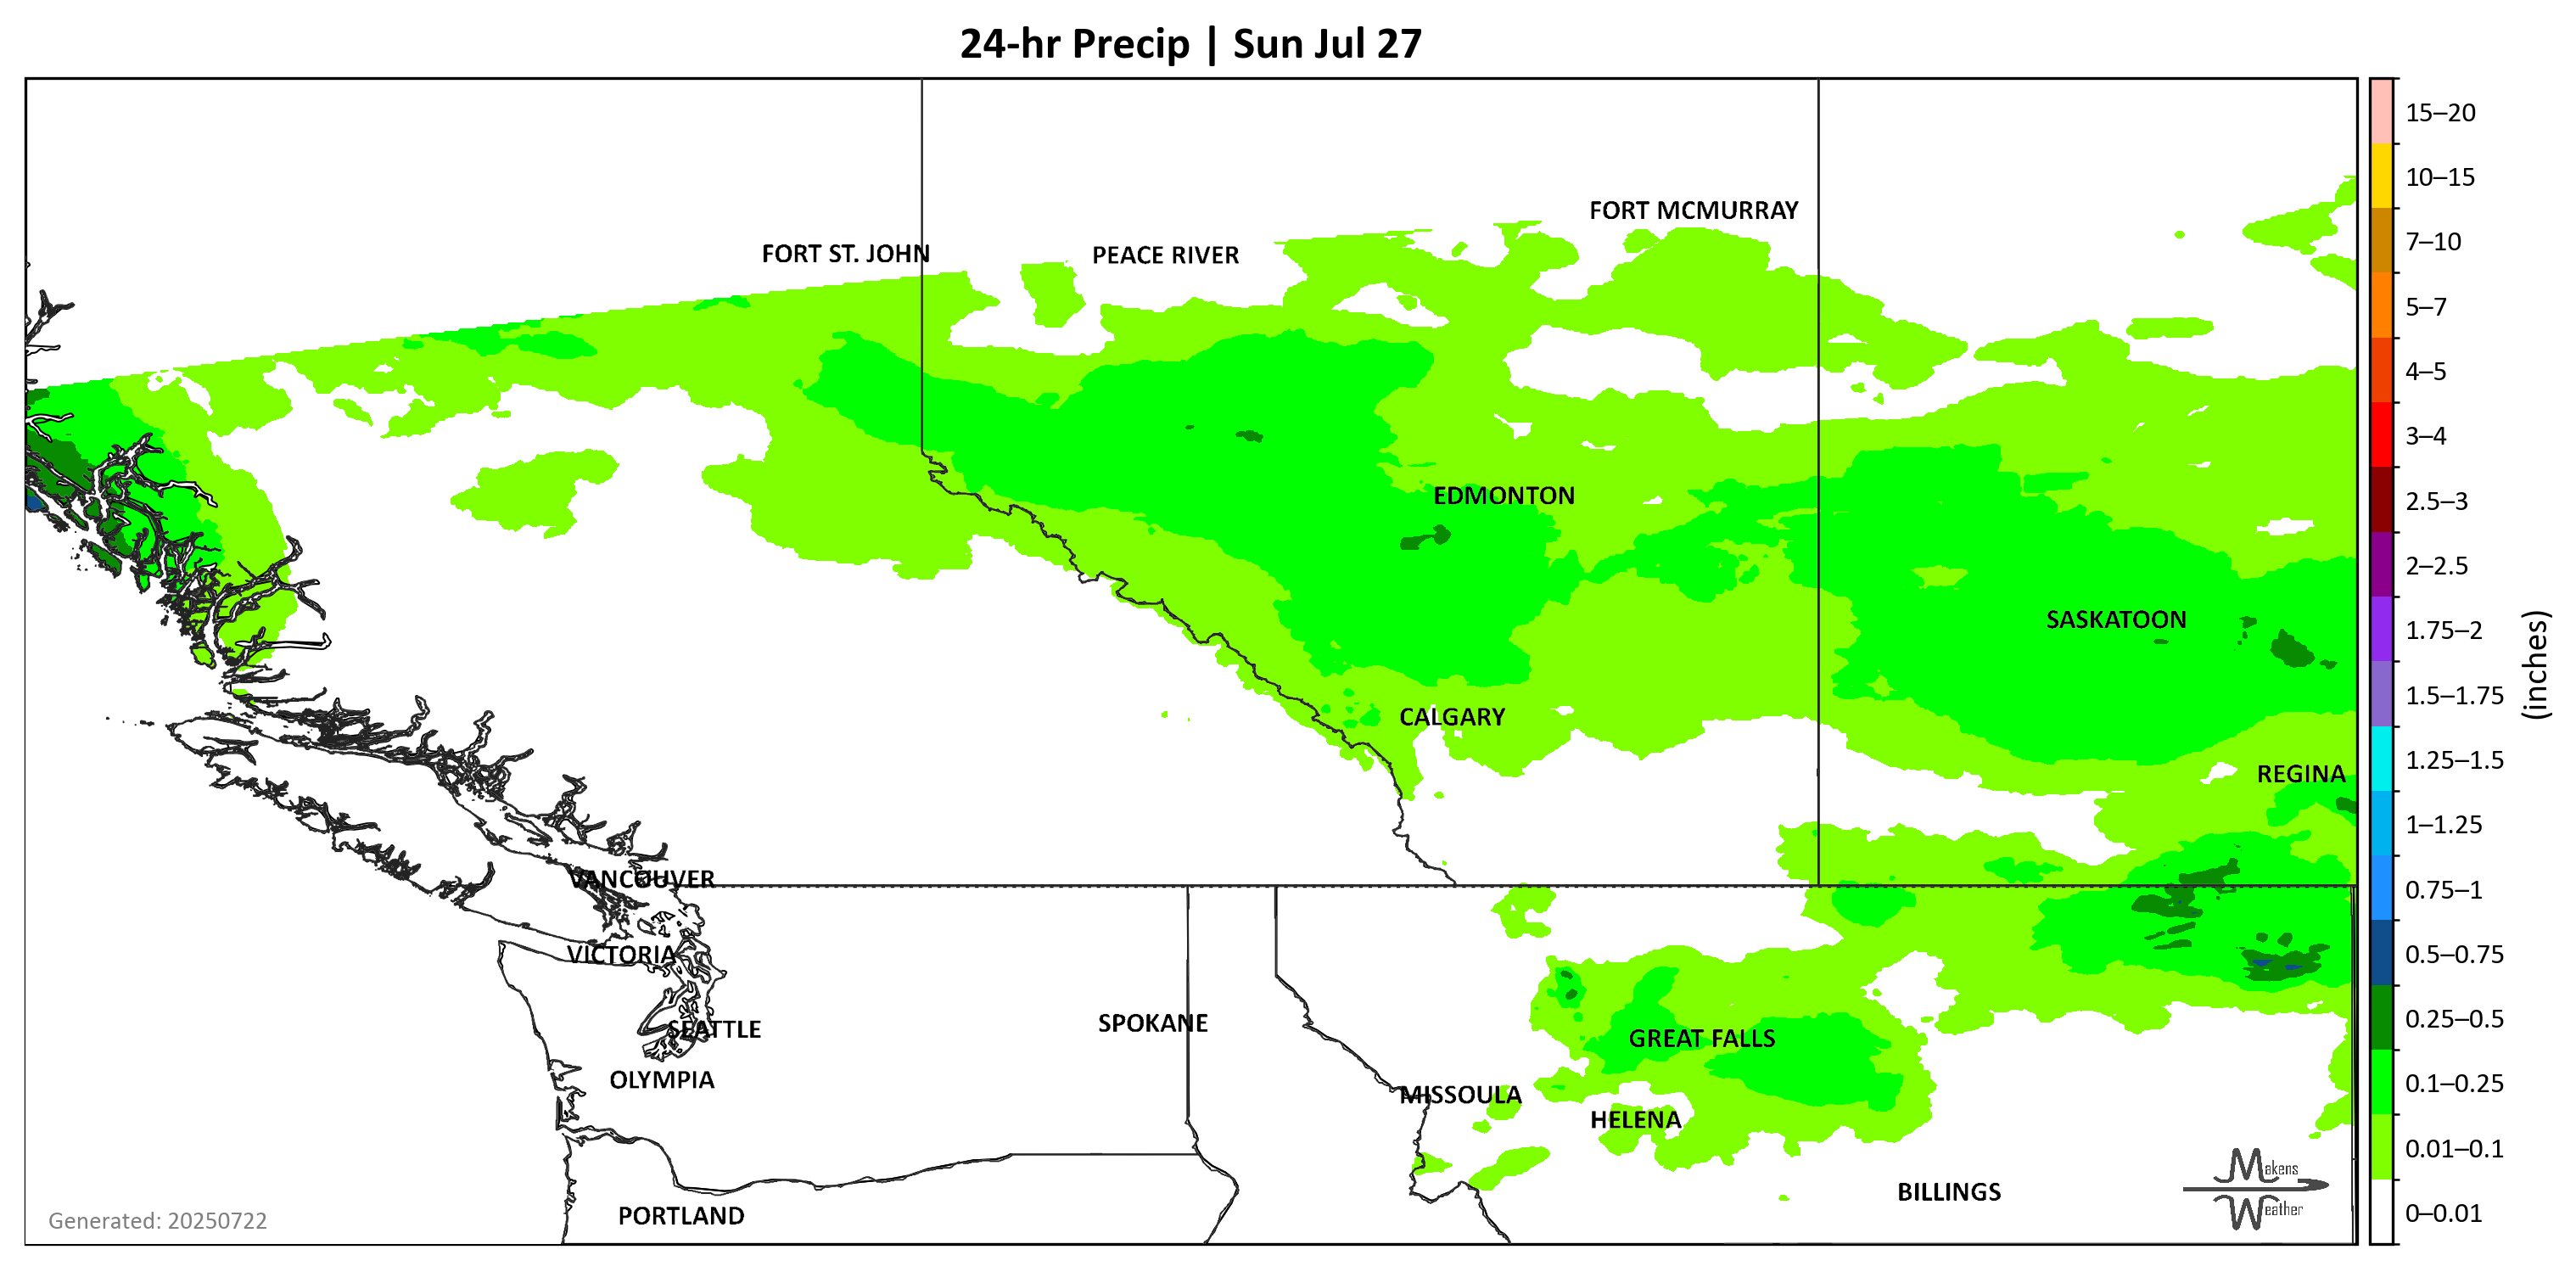 24-hr Precip | Sun Jul 27
FORT MCMURRAY
FORT ST. JOHN
PEACE RIVER
EDMONTON
SASKATOON
CALGARY
REGINA
VANCOUVER
VICTORIA
SPOKANE
SEATTLE
GREAT FALLS
OLYMPIA
MISSOULA
HELENA
BILLINGS
PORTLAND
Makens
Weather
Generated: 20250722
15–20
10–15
7–10
5–7
4–5
3–4
2.5–3
2–2.5
1.75–2
1.5–1.75
1.25–1.5
1–1.25
0.75–1
0.5–0.75
0.25–0.5
0.1–0.25
0.01–0.1
0–0.01
(inches)